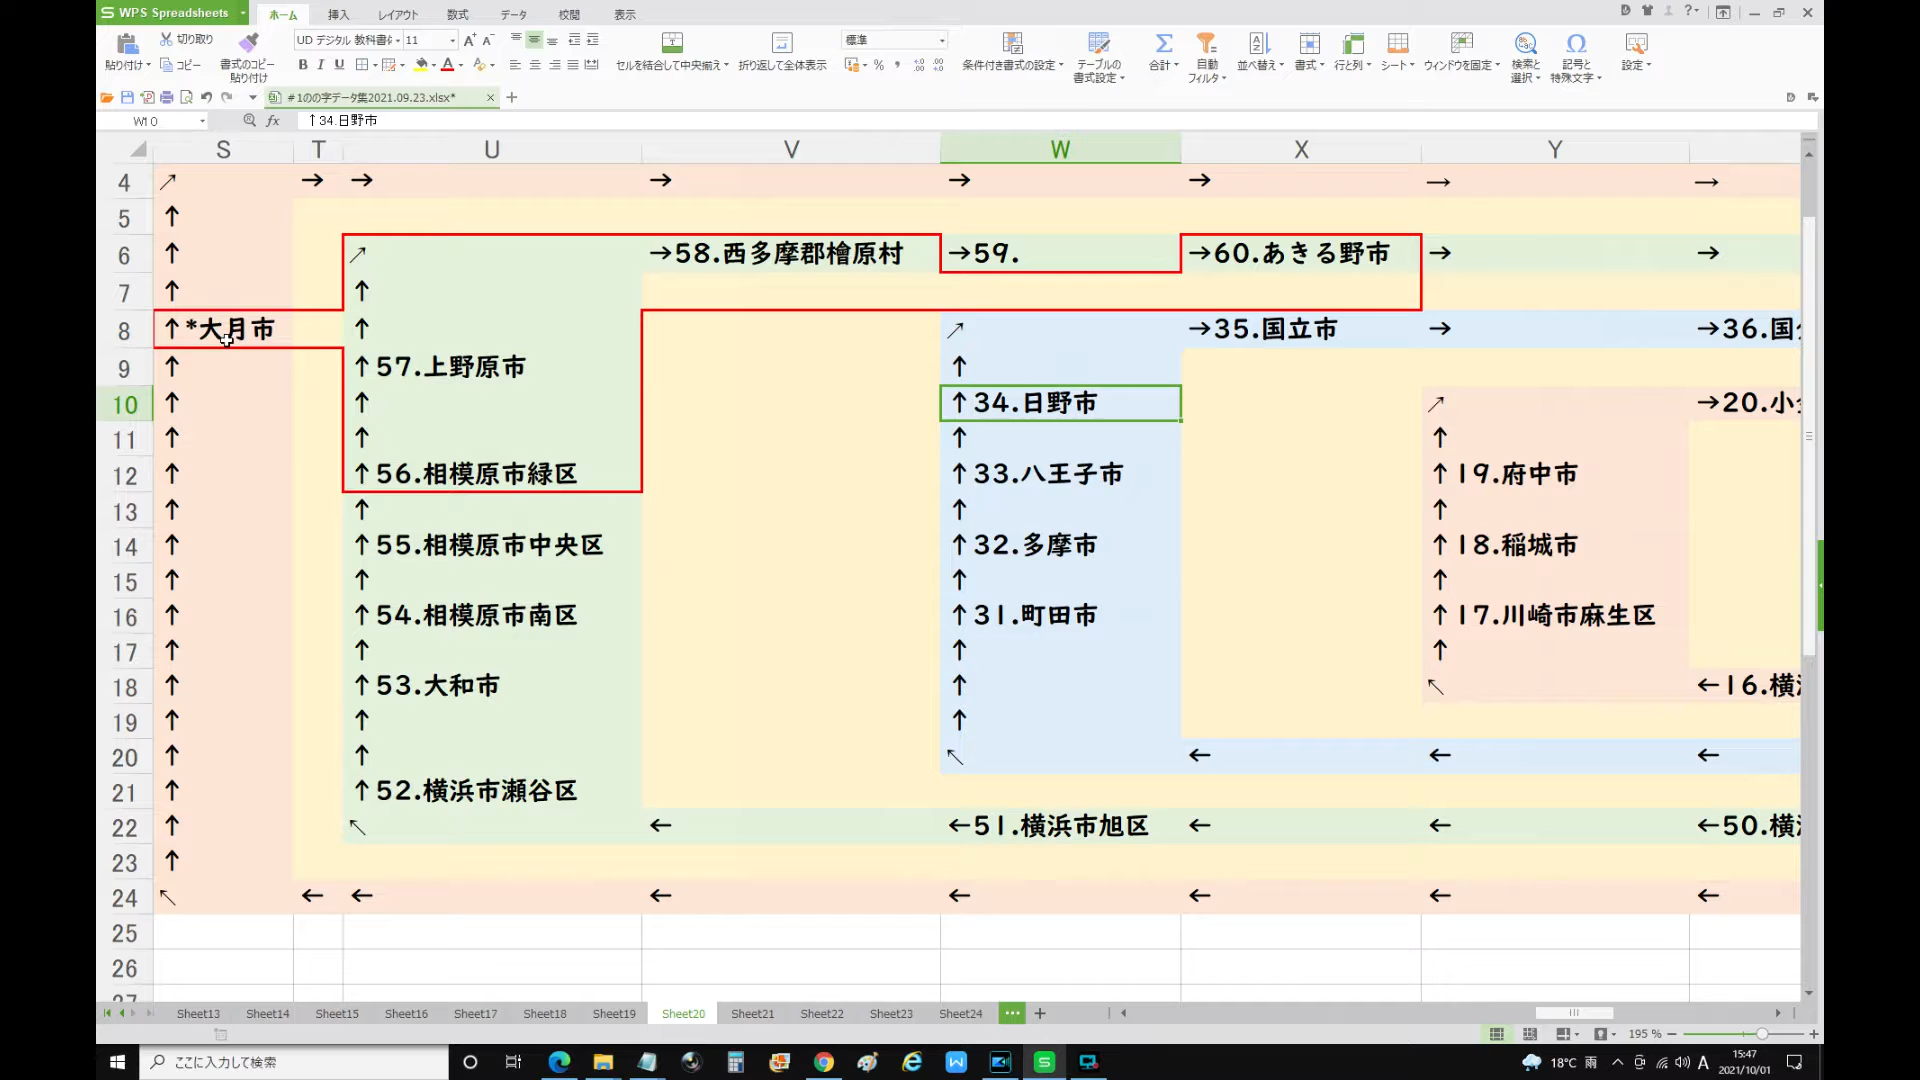 WPS Spreadsheets
ホーム 挿入 レイアウト 数式 データ 校閲 表示
貼り付け 切り取り コピー 書式のコピー 貼り付け
UD デジタル 教科書 11
B I U
セルを結合して中央揃え 折り返して全体表示 標準
条件付き書式の設定 テーブルの書式設定 合計 自動フィルタ 並べ替え 書式 行と列 シート ウィンドウを固定 検索と選択 記号と特殊文字 設定
#1のの字データ集2021.09.23.xlsx*
W10 fx ↑34.日野市
S T U V W X Y
4 ↗ → → → → → → →
5 ↑
6 ↑ ↗ →58.西多摩郡檜原村 →59. →60.あきる野市 → →
7 ↑ ↑
8 ↑*大月市 ↑ ↗ →35.国立市 → →36.国
9 ↑ ↑57.上野原市 ↑
10 ↑ ↑ ↑34.日野市 ↗ →20.小
11 ↑ ↑ ↑ ↑
12 ↑ ↑56.相模原市緑区 ↑33.八王子市 ↑19.府中市
13 ↑ ↑ ↑ ↑
14 ↑ ↑55.相模原市中央区 ↑32.多摩市 ↑18.稲城市
15 ↑ ↑ ↑ ↑
16 ↑ ↑54.相模原市南区 ↑31.町田市 ↑17.川崎市麻生区
17 ↑ ↑ ↑ ↑
18 ↑ ↑53.大和市 ↑ ↖ ←16.横
19 ↑ ↑ ↑
20 ↑ ↑ ↖ ← ← ←
21 ↑ ↑52.横浜市瀬谷区
22 ↑ ↖ ← ←51.横浜市旭区 ← ← ←50.横
23 ↑
24 ↖ ← ← ← ← ← ← ←
25
26
27
Sheet13 Sheet14 Sheet15 Sheet16 Sheet17 Sheet18 Sheet19 Sheet20 Sheet21 Sheet22 Sheet23 Sheet24
195 %
ここに入力して検索
18°C 雨 A 15:47
2021/10/01